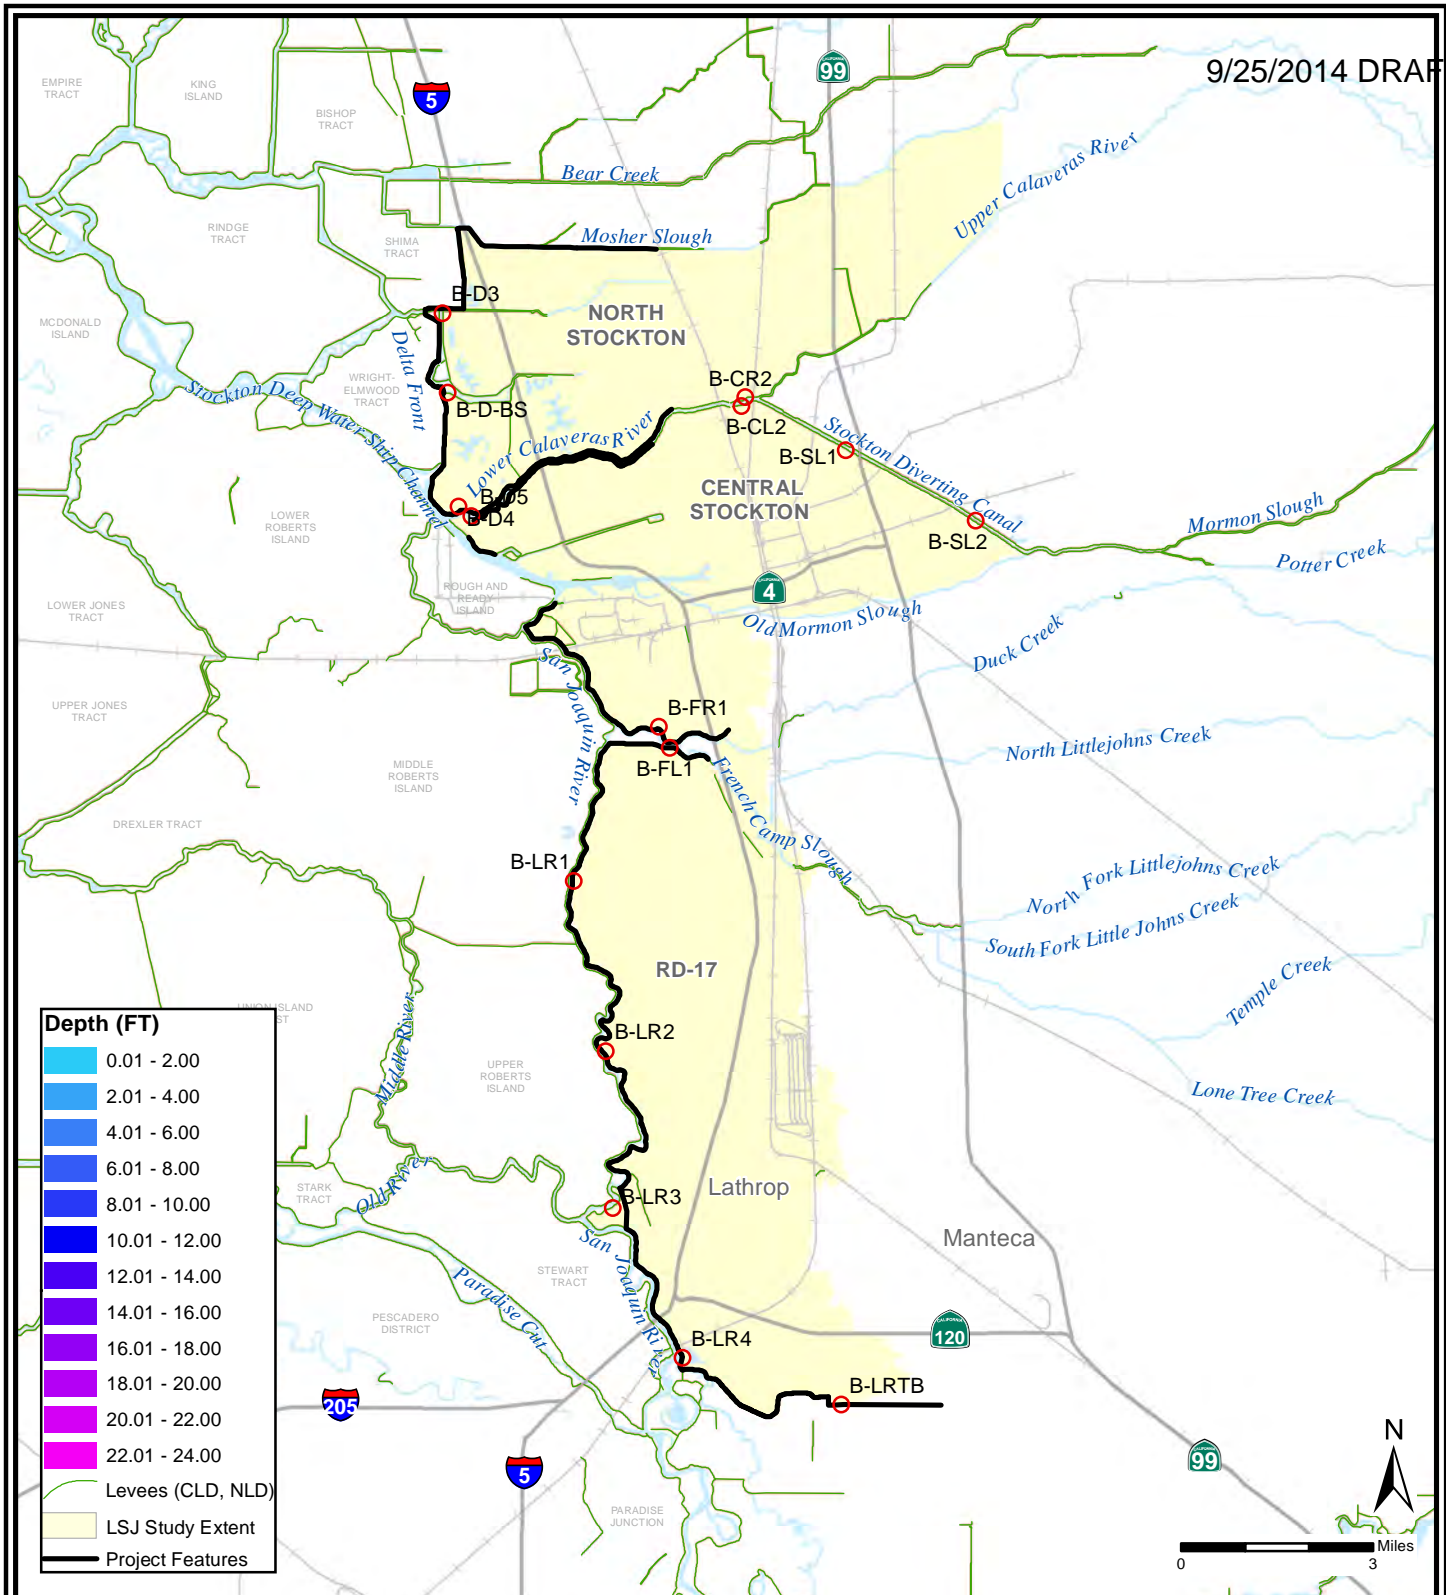 9/25/2014 DRAF
EMPIRE
TRACT
KING
ISLAND
BISHOP
TRACT
5
CALIFORNIA
99
Bear Creek
Upper Calaveras River
RINDGE
TRACT
SHIMA
TRACT
Mosher Slough
B-D3
NORTH
STOCKTON
MCDONALD
ISLAND
Delta Front
WRIGHT-
ELMWOOD
TRACT
Stockton Deep Water Ship Channel
B-D-BS
B-CR2
B-CL2
Lower Calaveras River
Stockton Diverting Canal
B-SL1
CENTRAL
STOCKTON
B-D5
B-D4
B-SL2
Mormon Slough
Potter Creek
LOWER
ROBERTS
ISLAND
ROUGH AND
READY
ISLAND
CALIFORNIA
4
LOWER JONES
TRACT
Old Mormon Slough
Duck Creek
San Joaquin River
UPPER JONES
TRACT
B-FR1
B-FL1
North Littlejohns Creek
MIDDLE
ROBERTS
ISLAND
French Camp Slough
DREXLER TRACT
B-LR1
North Fork Littlejohns Creek
South Fork Little Johns Creek
RD-17
Temple Creek
UNION ISLAND
ST
Middle River
B-LR2
UPPER
ROBERTS
ISLAND
Lone Tree Creek
STARK
TRACT
Old River
B-LR3
Lathrop
Manteca
San Joaquin River
STEWART
TRACT
Paradise Cut
PESCADERO
DISTRICT
B-LR4
CALIFORNIA
120
B-LRTB
205
5
CALIFORNIA
99
PARADISE
JUNCTION
Depth (FT)
0.01 - 2.00
2.01 - 4.00
4.01 - 6.00
6.01 - 8.00
8.01 - 10.00
10.01 - 12.00
12.01 - 14.00
14.01 - 16.00
16.01 - 18.00
18.01 - 20.00
20.01 - 22.00
22.01 - 24.00
Levees (CLD, NLD)
LSJ Study Extent
Project Features
N
Miles
0 3